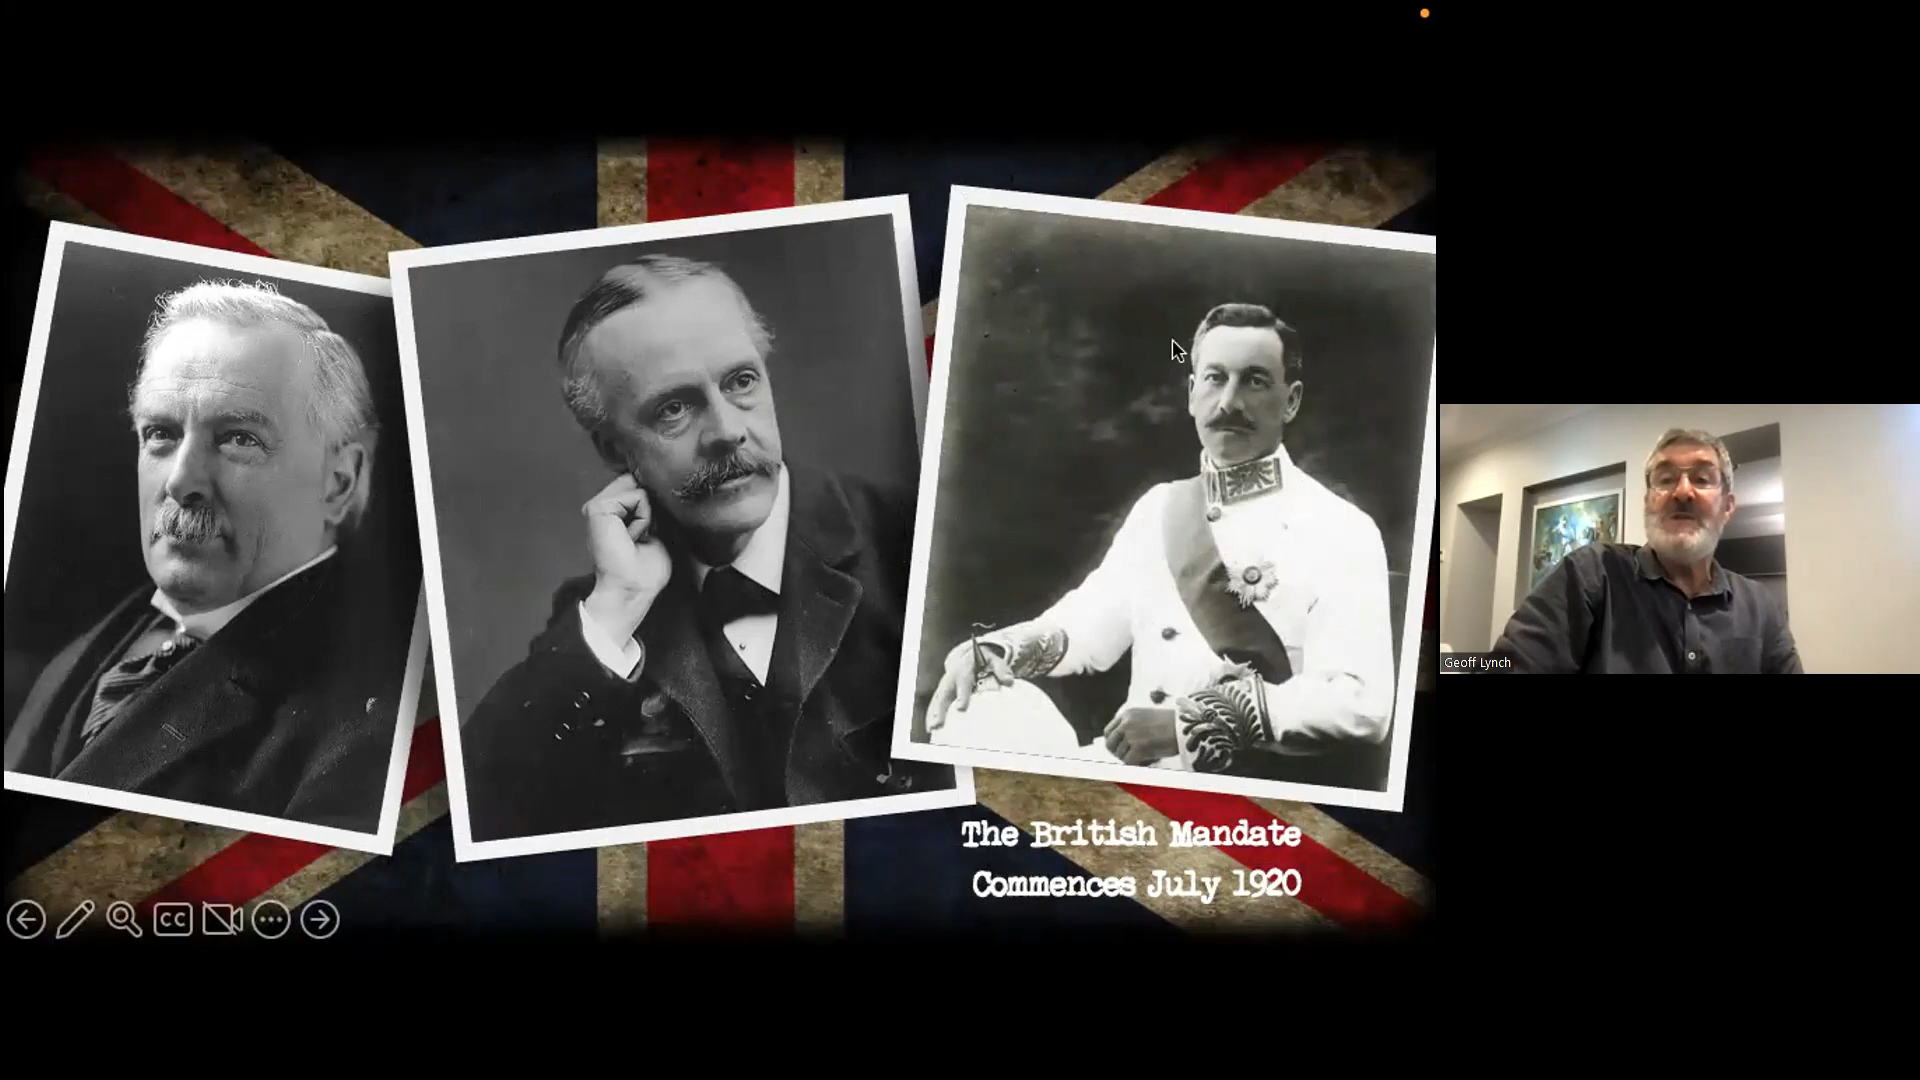 The British Mandate
Commences July 1920
CC
Geoff Lynch